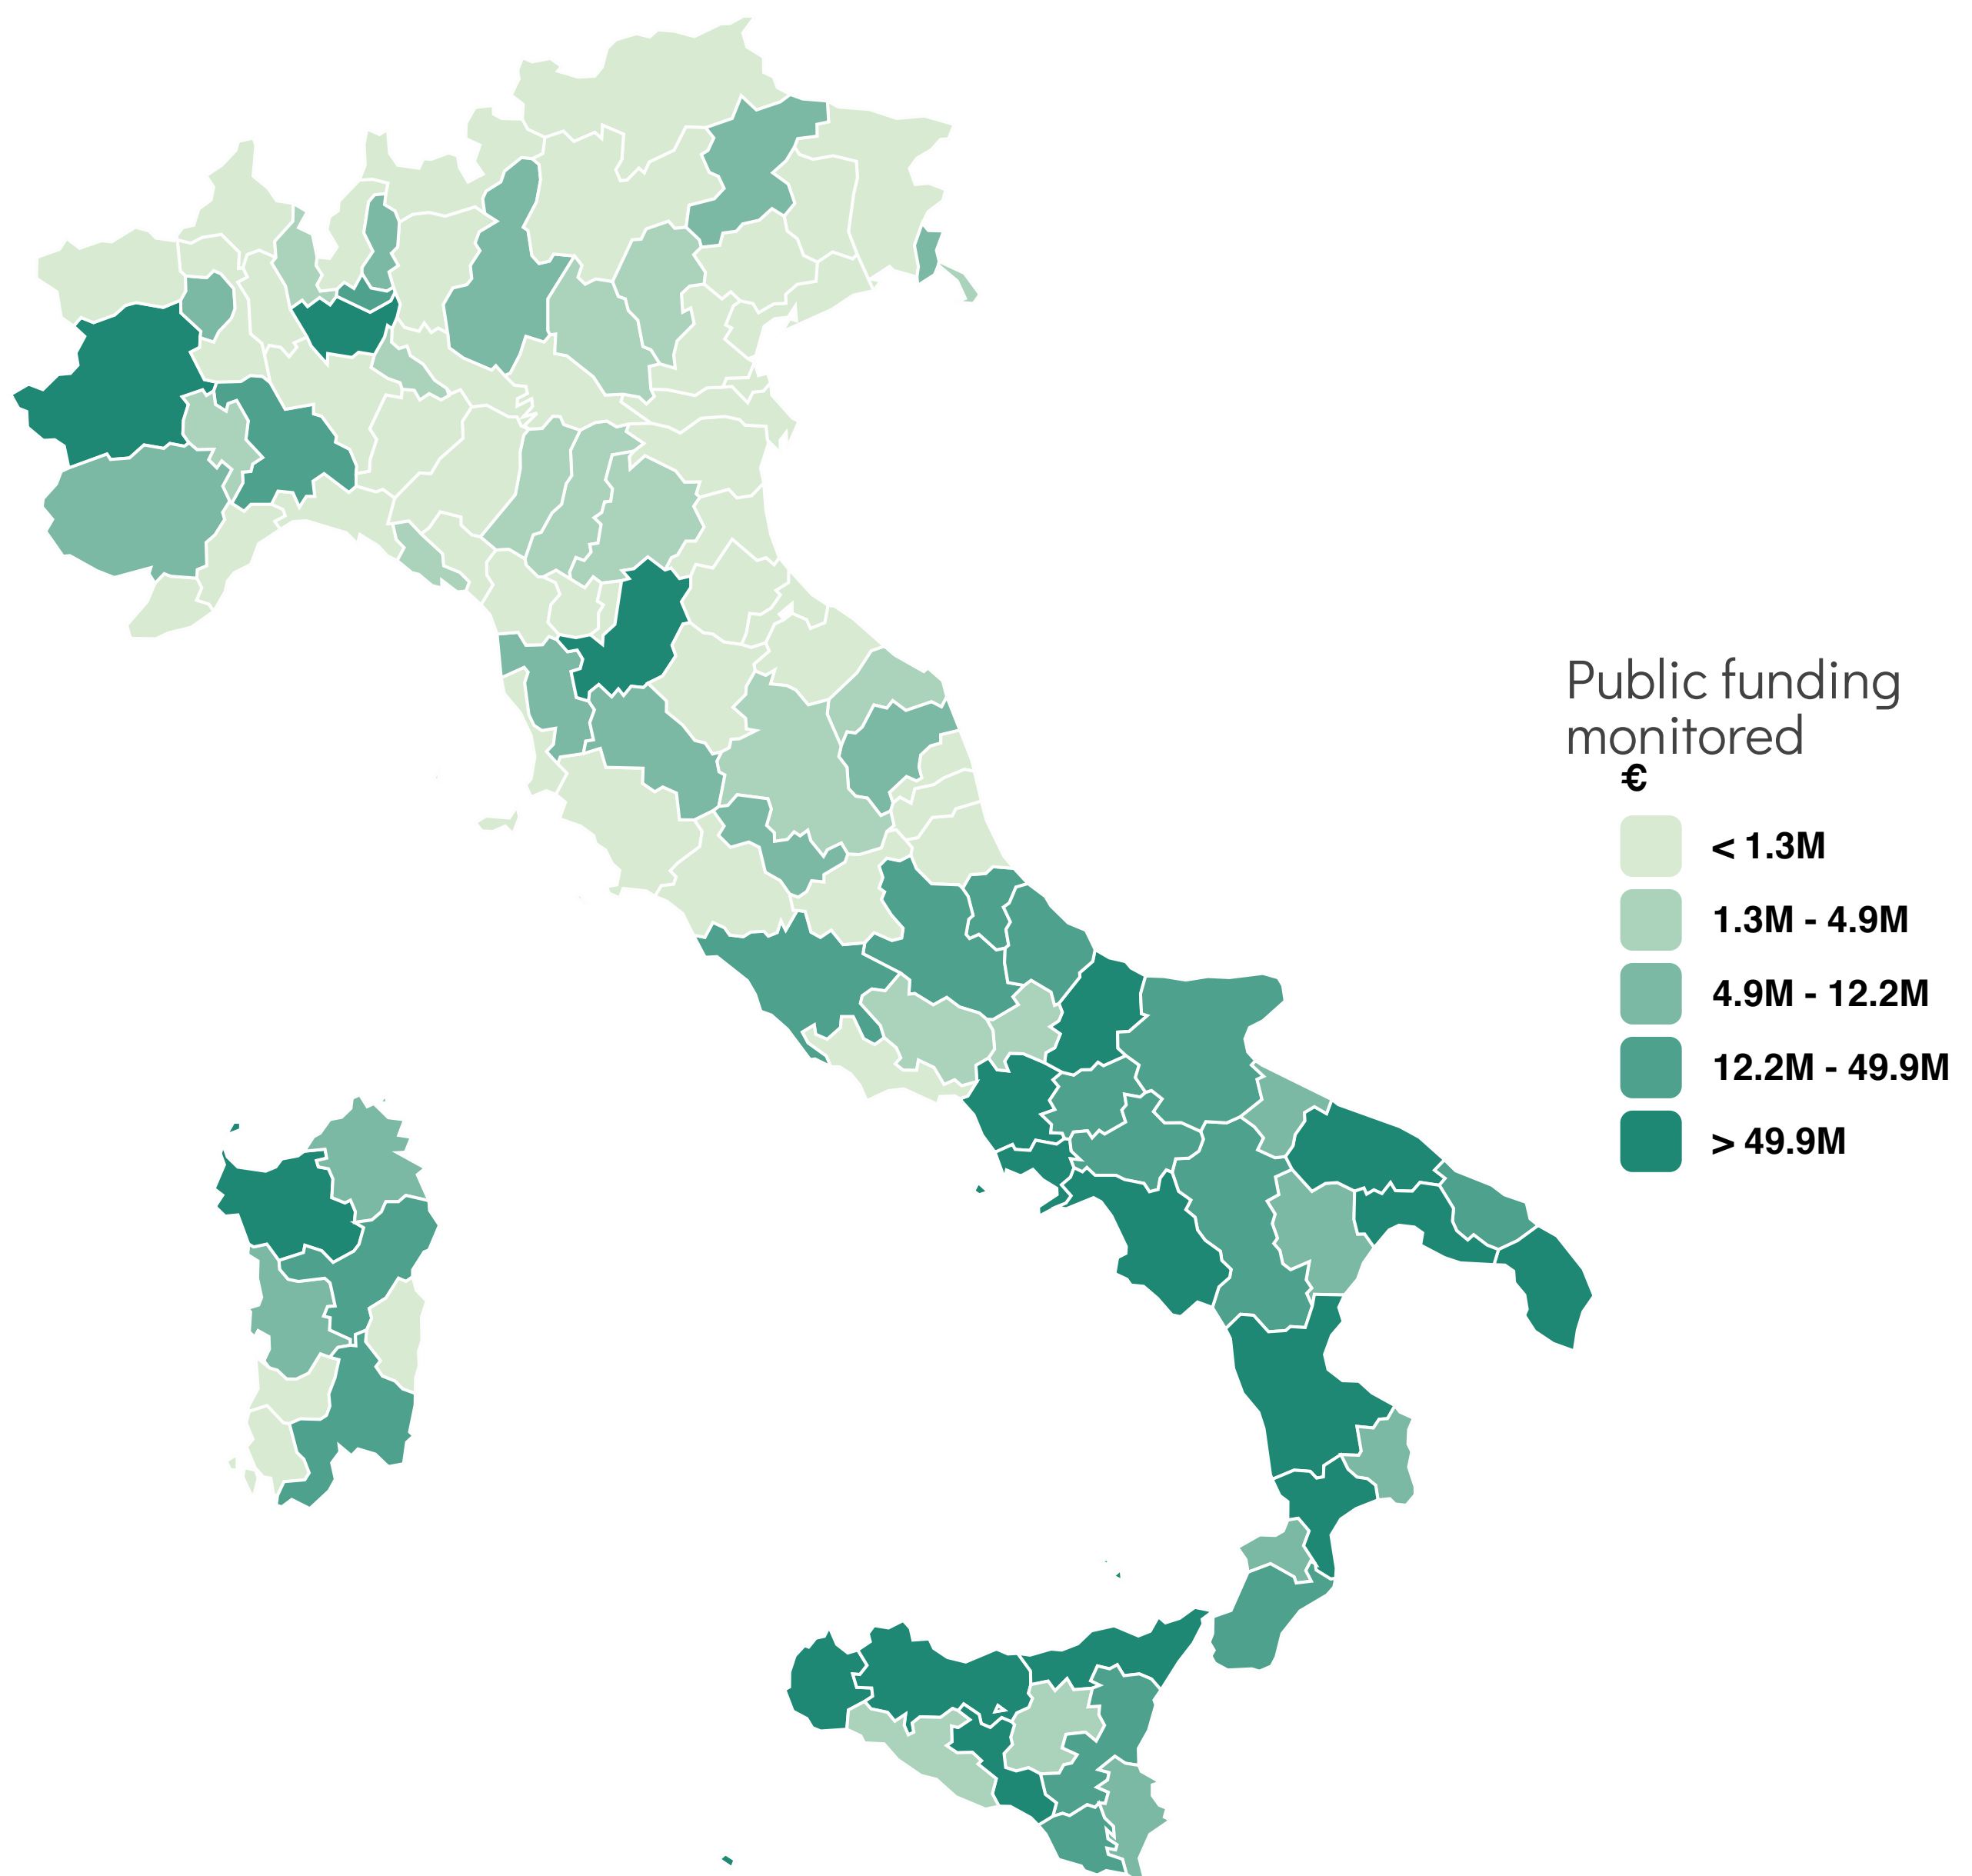 Public funding
monitored
€
< 1.3M
1.3M - 4.9M
4.9M - 12.2M
12.2M - 49.9M
> 49.9M